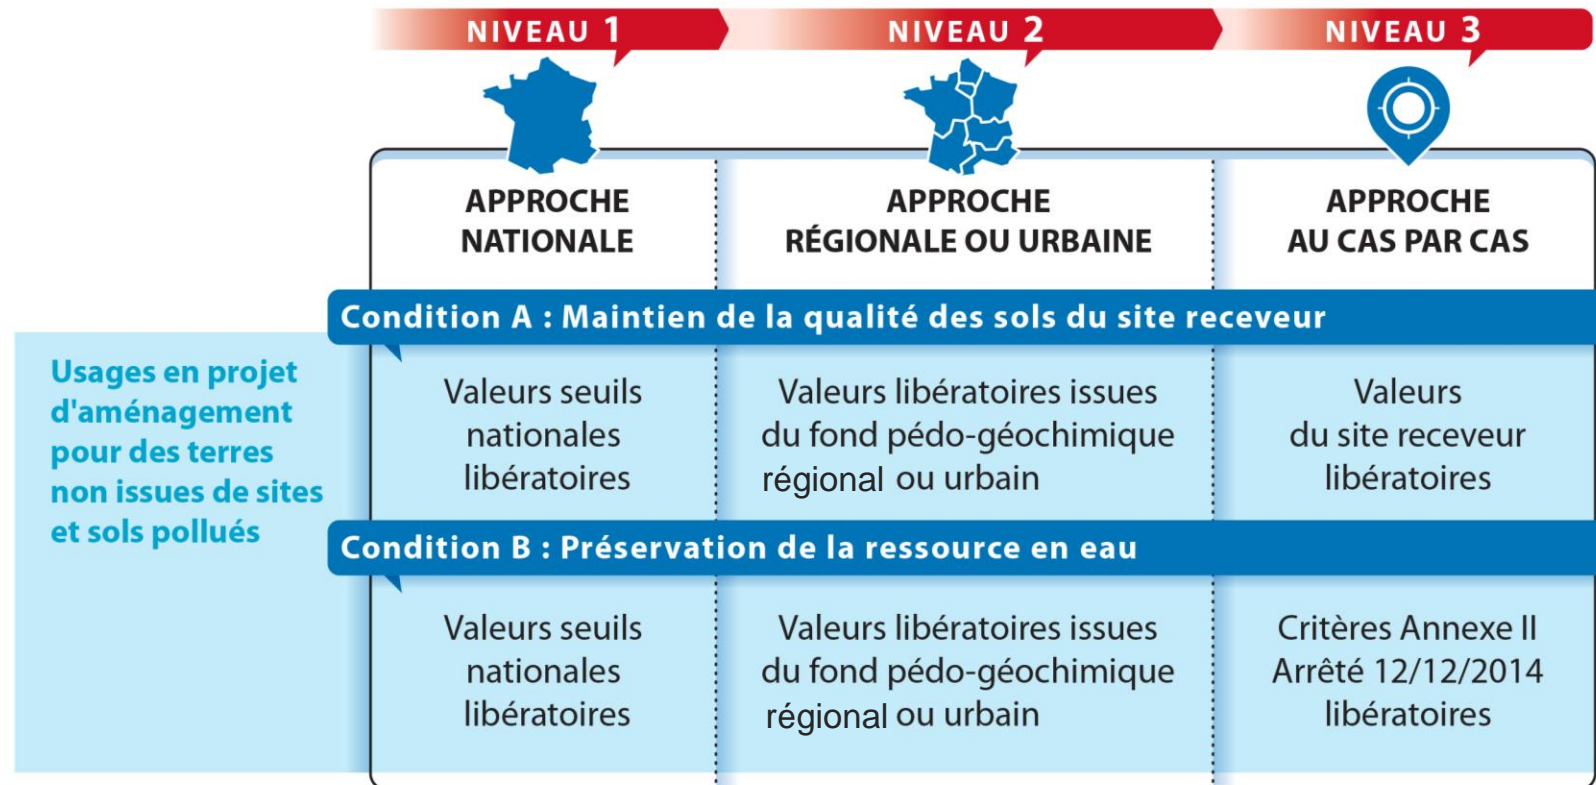 NIVEAU 1
NIVEAU 2
NIVEAU 3
APPROCHE
NATIONALE
APPROCHE
RÉGIONALE OU URBAINE
APPROCHE
AU CAS PAR CAS
Condition A : Maintien de la qualité des sols du site receveur
Usages en projet
d'aménagement
pour des terres
non issues de sites
et sols pollués
Valeurs seuils
nationales
libératoires
Valeurs libératoires issues
du fond pédo-géochimique
régional ou urbain
Valeurs
du site receveur
libératoires
Condition B : Préservation de la ressource en eau
Valeurs seuils
nationales
libératoires
Valeurs libératoires issues
du fond pédo-géochimique
régional ou urbain
Critères Annexe II
Arrêté 12/12/2014
libératoires